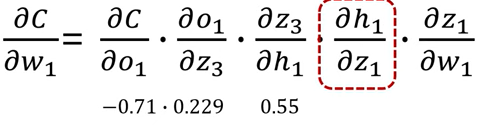 ∂C/∂w₁ = ∂C/∂o₁ · ∂o₁/∂z₃ · ∂z₃/∂h₁ · ∂h₁/∂z₁ · ∂z₁/∂w₁
−0.71 · 0.229 0.55